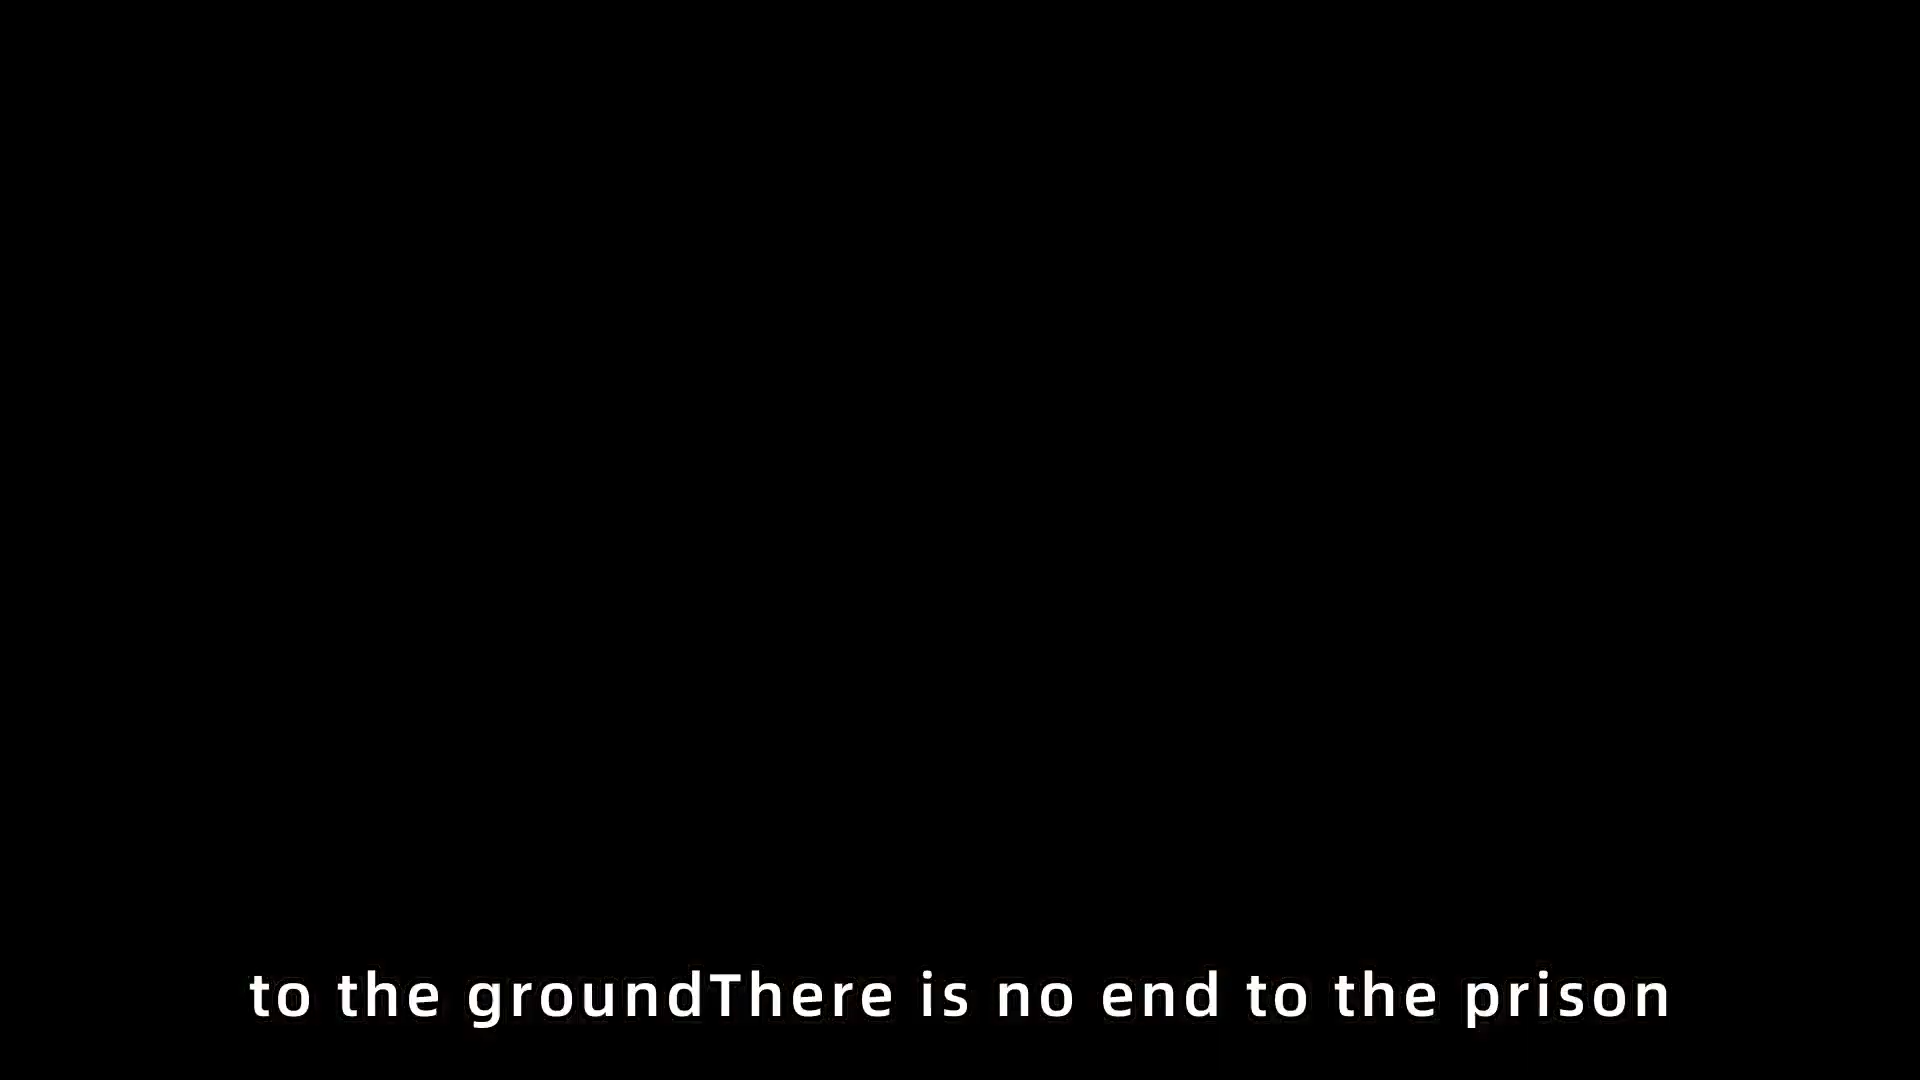 to the groundThere is no end to the prison